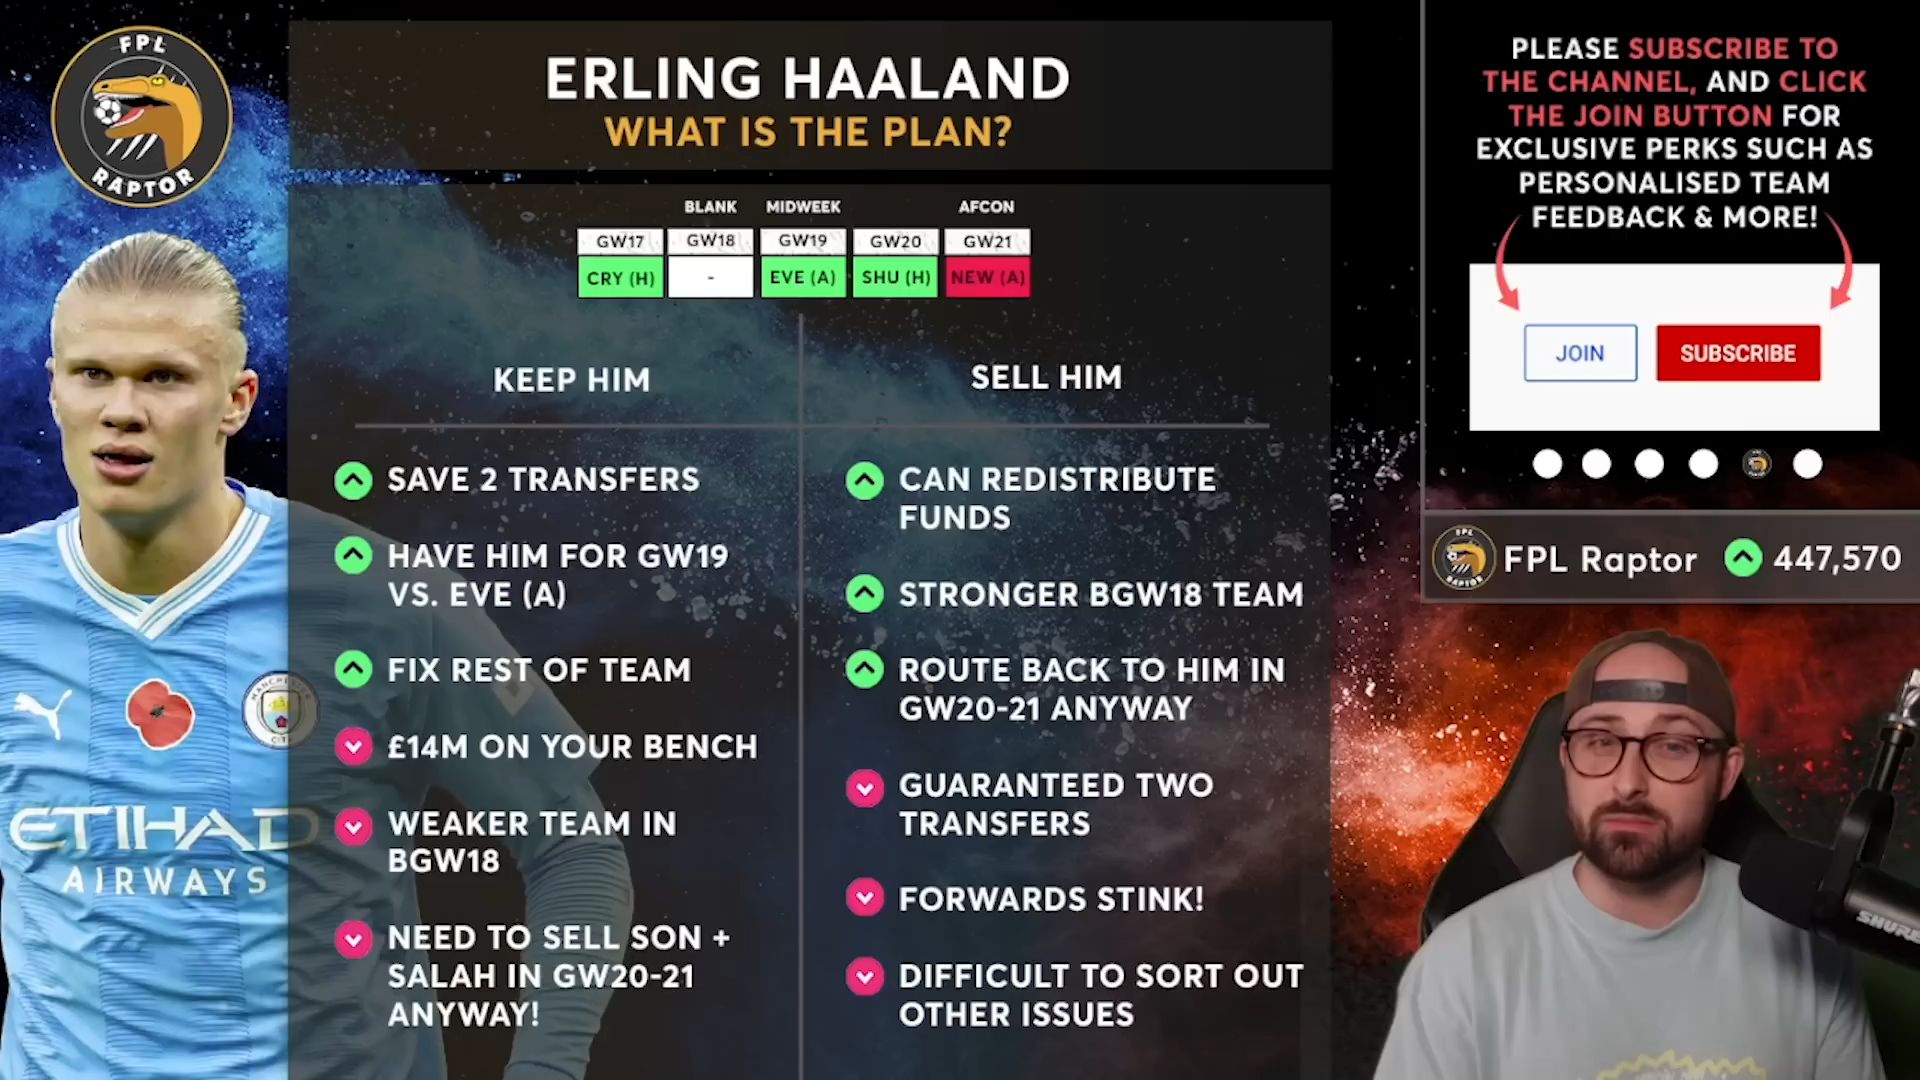 FPL
RAPTOR
ERLING HAALAND
WHAT IS THE PLAN?
BLANK MIDWEEK AFCON
GW17 GW18 GW19 GW20 GW21
CRY (H) - EVE (A) SHU (H) NEW (A)
KEEP HIM
SAVE 2 TRANSFERS
HAVE HIM FOR GW19
VS. EVE (A)
FIX REST OF TEAM
£14M ON YOUR BENCH
WEAKER TEAM IN
BGW18
NEED TO SELL SON +
SALAH IN GW20-21
ANYWAY!
SELL HIM
CAN REDISTRIBUTE
FUNDS
STRONGER BGW18 TEAM
ROUTE BACK TO HIM IN
GW20-21 ANYWAY
GUARANTEED TWO
TRANSFERS
FORWARDS STINK!
DIFFICULT TO SORT OUT
OTHER ISSUES
MANCHESTER
CITY
ETIHAD
AIRWAYS
PLEASE SUBSCRIBE TO
THE CHANNEL, AND CLICK
THE JOIN BUTTON FOR
EXCLUSIVE PERKS SUCH AS
PERSONALISED TEAM
FEEDBACK & MORE!
JOIN SUBSCRIBE
FPL
RAPTOR
FPL Raptor 447,570
SHURE